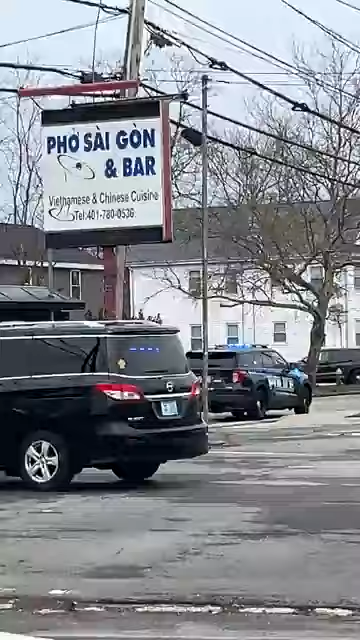 PHỞ SÀI GÒN
& BAR
Vietnamese & Chinese Cuisine
Tel:401-780-0536